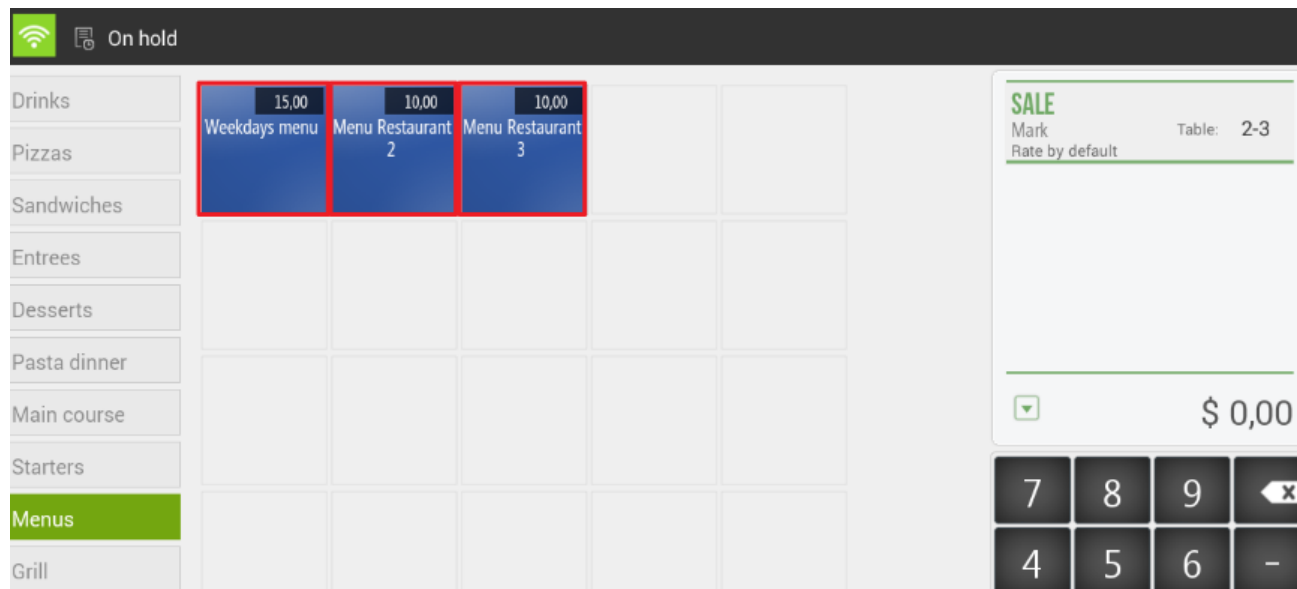 On hold
Drinks
Pizzas
Sandwiches
Entrees
Desserts
Pasta dinner
Main course
Starters
Menus
Grill
15,00
Weekdays menu
10,00
Menu Restaurant
2
10,00
Menu Restaurant
3
SALE
Mark Table: 2-3
Rate by default
$ 0,00
7 8 9 x
4 5 6 -